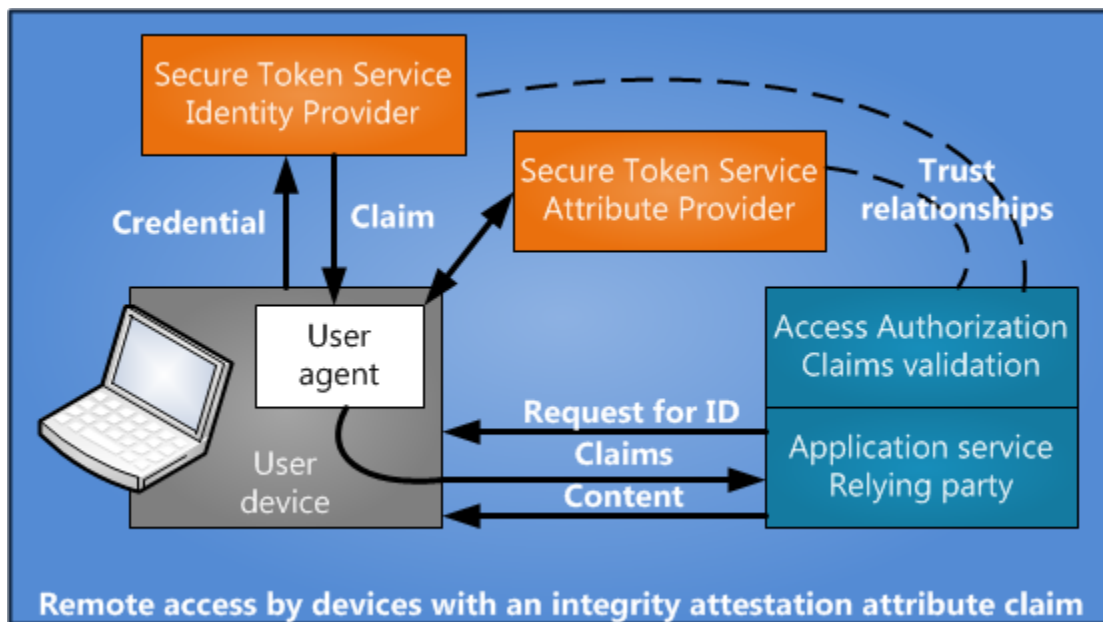 Secure Token Service
Identity Provider
Secure Token Service
Attribute Provider
Trust
relationships
Credential
Claim
User
agent
User
device
Access Authorization
Claims validation
Request for ID
Claims
Content
Application service
Relying party
Remote access by devices with an integrity attestation attribute claim